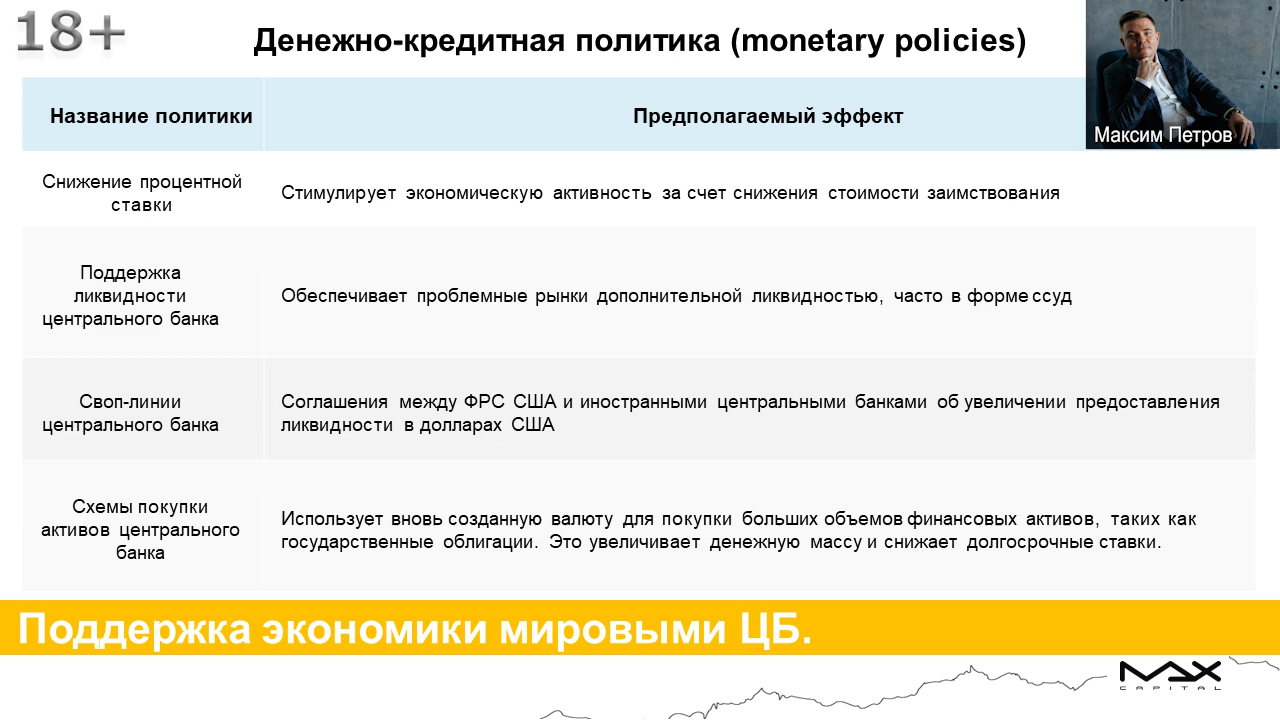 18+
Денежно-кредитная политика (monetary policies)
Максим Петров
Название политики
Предполагаемый эффект
Снижение процентной
ставки
Стимулирует экономическую активность за счет снижения стоимости заимствования
Поддержка
ликвидности
центрального банка
Обеспечивает проблемные рынки дополнительной ликвидностью, часто в форме ссуд
Своп-линии
центрального банка
Соглашения между ФРС США и иностранными центральными банками об увеличении предоставления
ликвидности в долларах США
Схемы покупки
активов центрального
банка
Использует вновь созданную валюту для покупки больших объемов финансовых активов, таких как
государственные облигации. Это увеличивает денежную массу и снижает долгосрочные ставки.
Поддержка экономики мировыми ЦБ.
MAX
CAPITAL